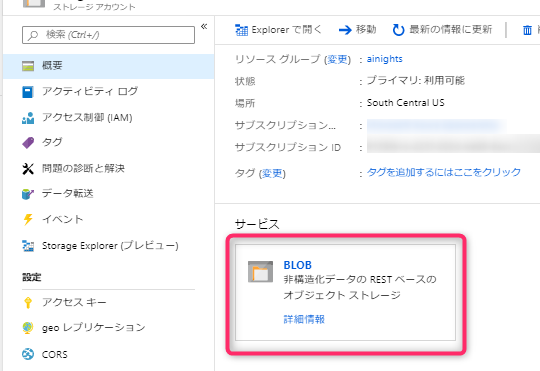 ストレージ アカウント
検索 (Ctrl+/)
概要
アクティビティ ログ
アクセス制御 (IAM)
タグ
問題の診断と解決
データ転送
イベント
Storage Explorer (プレビュー)
設定
アクセス キー
geo レプリケーション
CORS
Explorer で開く
移動
最新の情報に更新
リソース グループ (変更) : ainights
状態 : プライマリ: 利用可能
場所 : South Central US
サブスクリプション... :
サブスクリプション ID :
タグ (変更) : タグを追加するにはここをクリック
サービス
BLOB
非構造化データの REST ベースの
オブジェクト ストレージ
詳細情報